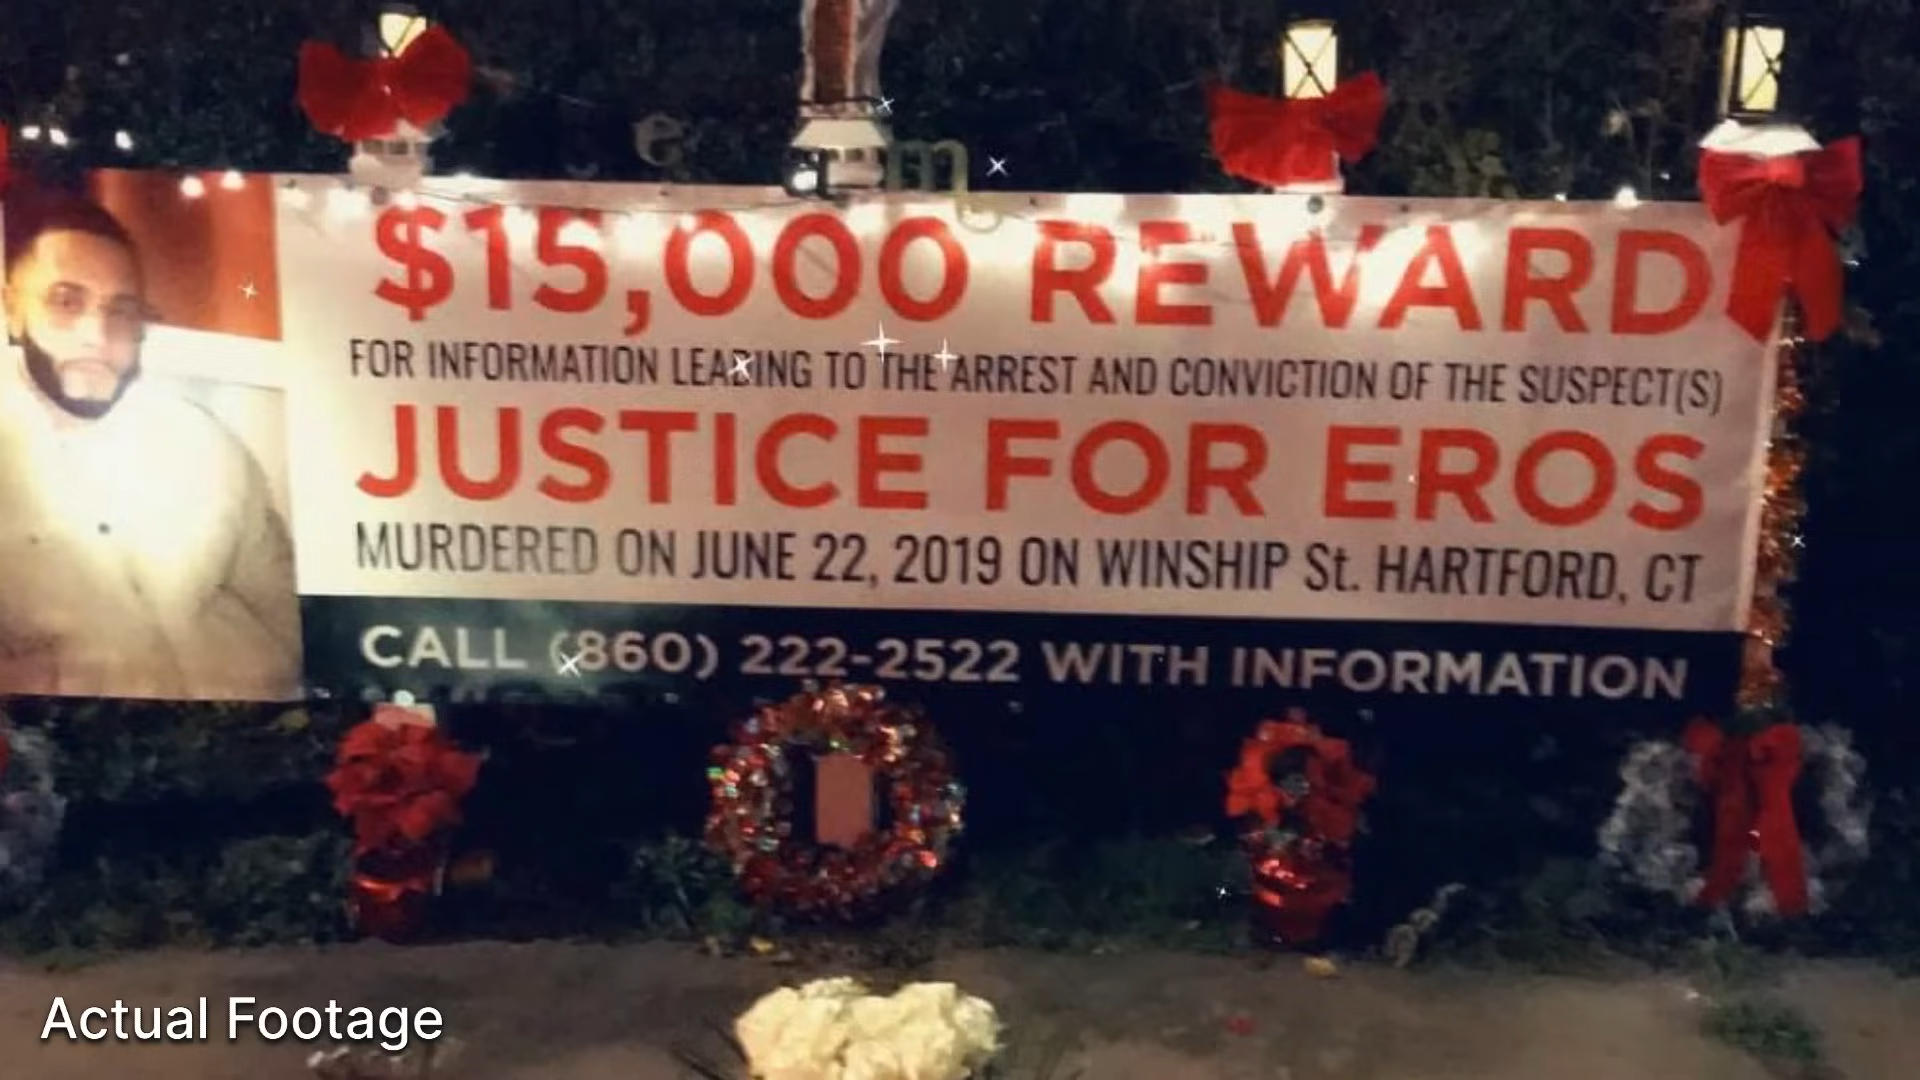 $15,000 REWARD
FOR INFORMATION LEADING TO THE ARREST AND CONVICTION OF THE SUSPECT(S)
JUSTICE FOR EROS
MURDERED ON JUNE 22, 2019 ON WINSHIP St. HARTFORD, CT
CALL (860) 222-2522 WITH INFORMATION
Actual Footage